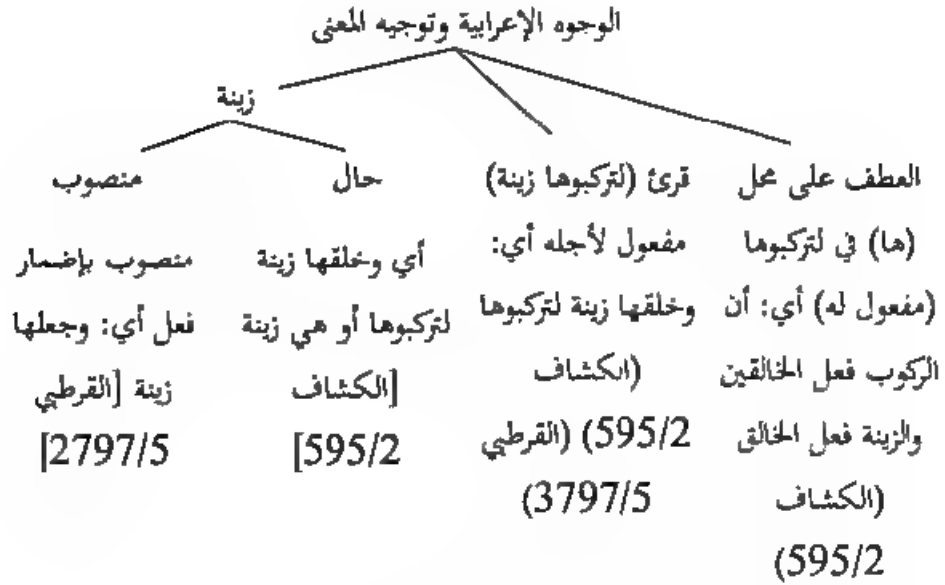 الوجوه الإعرابية وتوجيه المعنى
زينة
العطف على محل
(ها) في لتركبوها
(مفعول له) أي: أن
الركوب فعل الخالقين
والزينة فعل الخالق
(الكشاف
595/2)
قرئ (لتركبوها زينة)
مفعول لأجله أي:
وخلقها زينة لتركبوها
(الكشاف
595/2) (القرطبي
3797/5)
حال
أي وخلقها زينة
لتركبوها أو هي زينة
[الكشاف
595/2]
منصوب
منصوب بإضمار
فعل أي: وجعلها
زينة [القرطبي
2797/5]